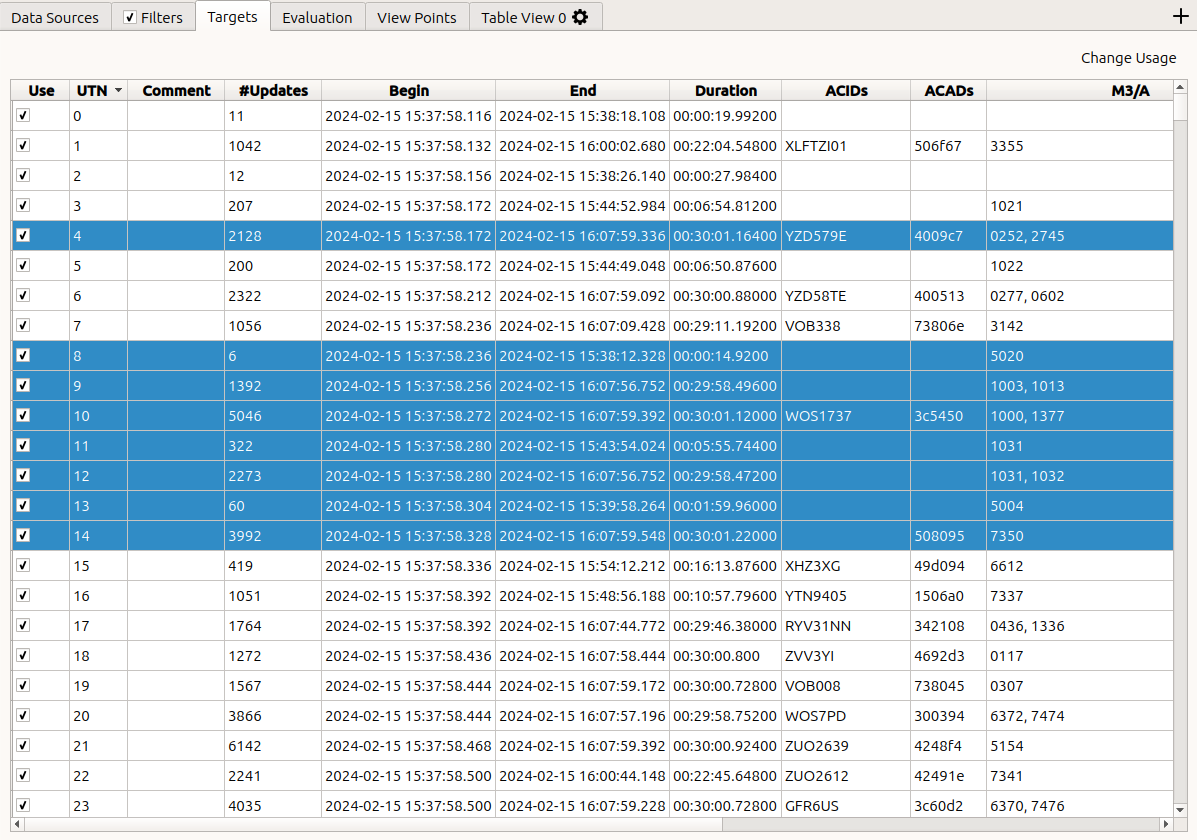 Data Sources Filters Targets Evaluation View Points Table View 0
Change Usage
Use UTN Comment #Updates Begin End Duration ACIDs ACADs M3/A
0 11 2024-02-15 15:37:58.116 2024-02-15 15:38:18.108 00:00:19.99200
1 1042 2024-02-15 15:37:58.132 2024-02-15 16:00:02.680 00:22:04.54800 XLFTZI01 506f67 3355
2 12 2024-02-15 15:37:58.156 2024-02-15 15:38:26.140 00:00:27.98400
3 207 2024-02-15 15:37:58.172 2024-02-15 15:44:52.984 00:06:54.81200 1021
4 2128 2024-02-15 15:37:58.172 2024-02-15 16:07:59.336 00:30:01.16400 YZD579E 4009c7 0252, 2745
5 200 2024-02-15 15:37:58.172 2024-02-15 15:44:49.048 00:06:50.87600 1022
6 2322 2024-02-15 15:37:58.212 2024-02-15 16:07:59.092 00:30:00.88000 YZD58TE 400513 0277, 0602
7 1056 2024-02-15 15:37:58.236 2024-02-15 16:07:09.428 00:29:11.19200 VOB338 73806e 3142
8 6 2024-02-15 15:37:58.236 2024-02-15 15:38:12.328 00:00:14.9200 5020
9 1392 2024-02-15 15:37:58.256 2024-02-15 16:07:56.752 00:29:58.49600 1003, 1013
10 5046 2024-02-15 15:37:58.272 2024-02-15 16:07:59.392 00:30:01.12000 WOS1737 3c5450 1000, 1377
11 322 2024-02-15 15:37:58.280 2024-02-15 15:43:54.024 00:05:55.74400 1031
12 2273 2024-02-15 15:37:58.280 2024-02-15 16:07:56.752 00:29:58.47200 1031, 1032
13 60 2024-02-15 15:37:58.304 2024-02-15 15:39:58.264 00:01:59.96000 5004
14 3992 2024-02-15 15:37:58.328 2024-02-15 16:07:59.548 00:30:01.22000 508095 7350
15 419 2024-02-15 15:37:58.336 2024-02-15 15:54:12.212 00:16:13.87600 XHZ3XG 49d094 6612
16 1051 2024-02-15 15:37:58.392 2024-02-15 15:48:56.188 00:10:57.79600 YTN9405 1506a0 7337
17 1764 2024-02-15 15:37:58.392 2024-02-15 16:07:44.772 00:29:46.38000 RYV31NN 342108 0436, 1336
18 1272 2024-02-15 15:37:58.436 2024-02-15 16:07:58.444 00:30:00.800 ZVV3YI 4692d3 0117
19 1567 2024-02-15 15:37:58.444 2024-02-15 16:07:59.172 00:30:00.72800 VOB008 738045 0307
20 3866 2024-02-15 15:37:58.444 2024-02-15 16:07:57.196 00:29:58.75200 WOS7PD 300394 6372, 7474
21 6142 2024-02-15 15:37:58.468 2024-02-15 16:07:59.392 00:30:00.92400 ZUO2639 4248f4 5154
22 2241 2024-02-15 15:37:58.500 2024-02-15 16:00:44.148 00:22:45.64800 ZUO2612 42491e 7341
23 4035 2024-02-15 15:37:58.500 2024-02-15 16:07:59.228 00:30:00.72800 GFR6US 3c60d2 6370, 7476